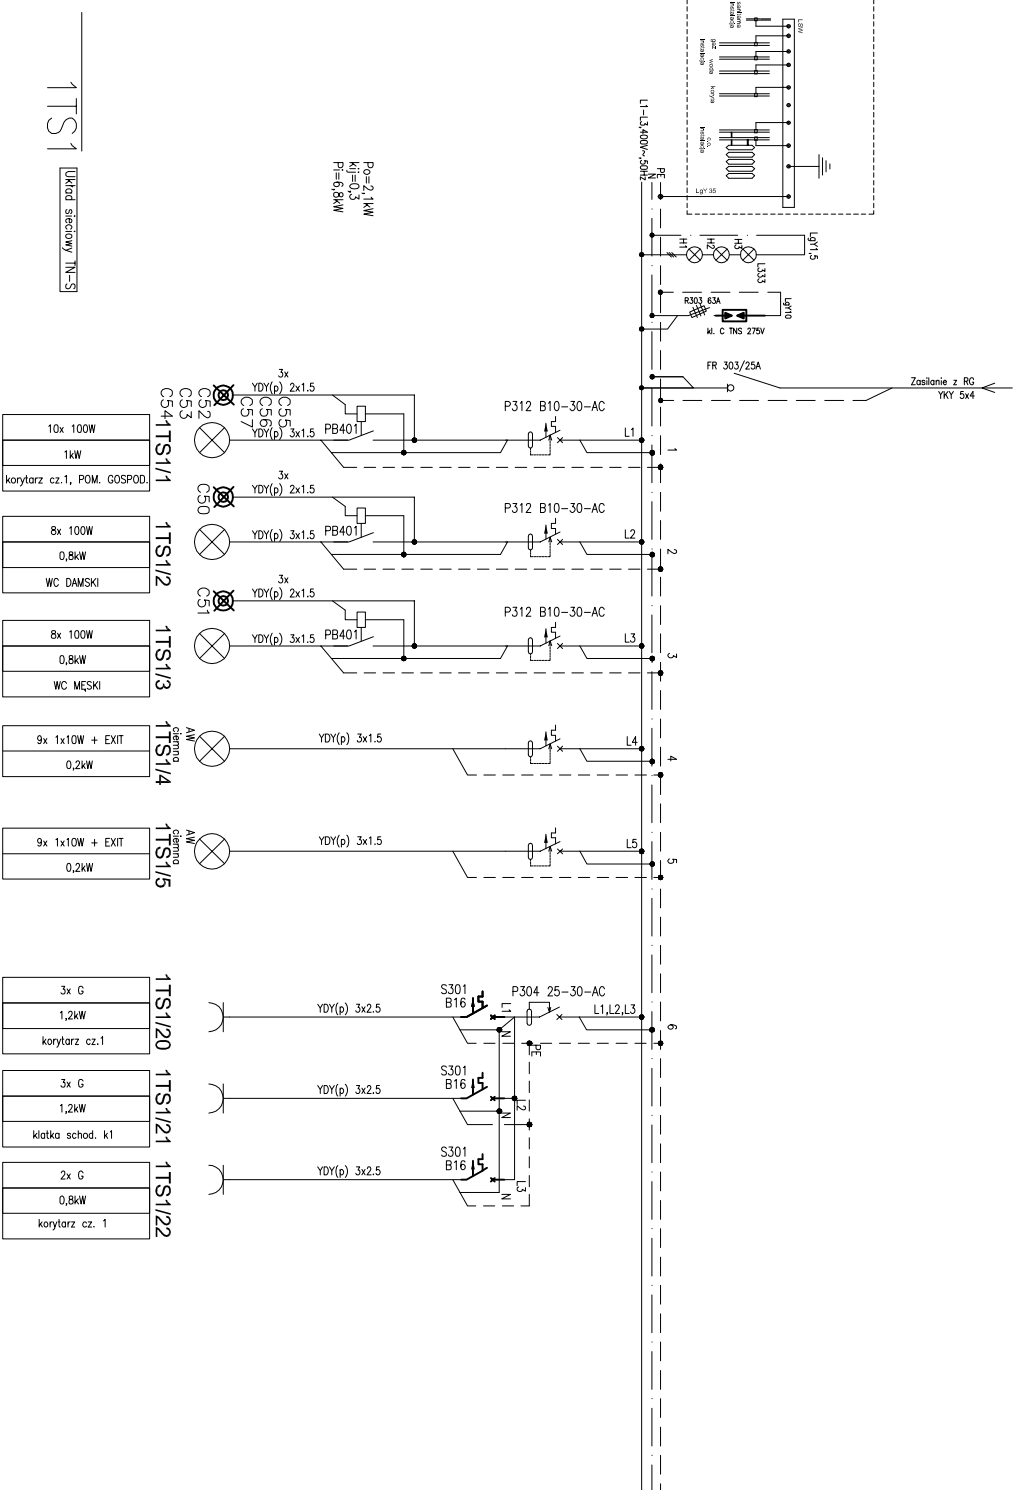 1TS1
Układ sieciowy TN-S
Po=2,1kW
kij=0,3
Pi=6,8kW
sanitarna
Instalacja
LSW
gaz
Instalacja
woda
koryta
c.o.
Instalacja
LgY 35
L1-L3,400V~,50Hz
N
PE
H1
H2
H3
L333
LgY1,5
R303 63A
LgY10
kl. C TNS 275V
FR 303/25A
Zasilanie z RG
YKY 5x4
10x 100W
1kW
korytarz cz.1, POM. GOSPOD.
1TS1/1
C52
C53
C54
C55
C56
C57
3x
YDY(p) 2x1.5
YDY(p) 3x1.5
PB401
P312 B10-30-AC
L1
1
8x 100W
0,8kW
WC DAMSKI
1TS1/2
C50
3x
YDY(p) 2x1.5
YDY(p) 3x1.5
PB401
P312 B10-30-AC
L2
2
8x 100W
0,8kW
WC MĘSKI
1TS1/3
C51
3x
YDY(p) 2x1.5
YDY(p) 3x1.5
PB401
P312 B10-30-AC
L3
3
9x 1x10W + EXIT
0,2kW
1TS1/4
ciemna
AW
YDY(p) 3x1.5
L4
4
9x 1x10W + EXIT
0,2kW
1TS1/5
ciemna
AW
YDY(p) 3x1.5
L5
5
3x G
1,2kW
korytarz cz.1
1TS1/20
YDY(p) 3x2.5
S301
B16
L1
N
PE
P304 25-30-AC
L1,L2,L3
6
3x G
1,2kW
klatka schod. k1
1TS1/21
YDY(p) 3x2.5
S301
B16
L2
N
2x G
0,8kW
korytarz cz. 1
1TS1/22
YDY(p) 3x2.5
S301
B16
L3
N